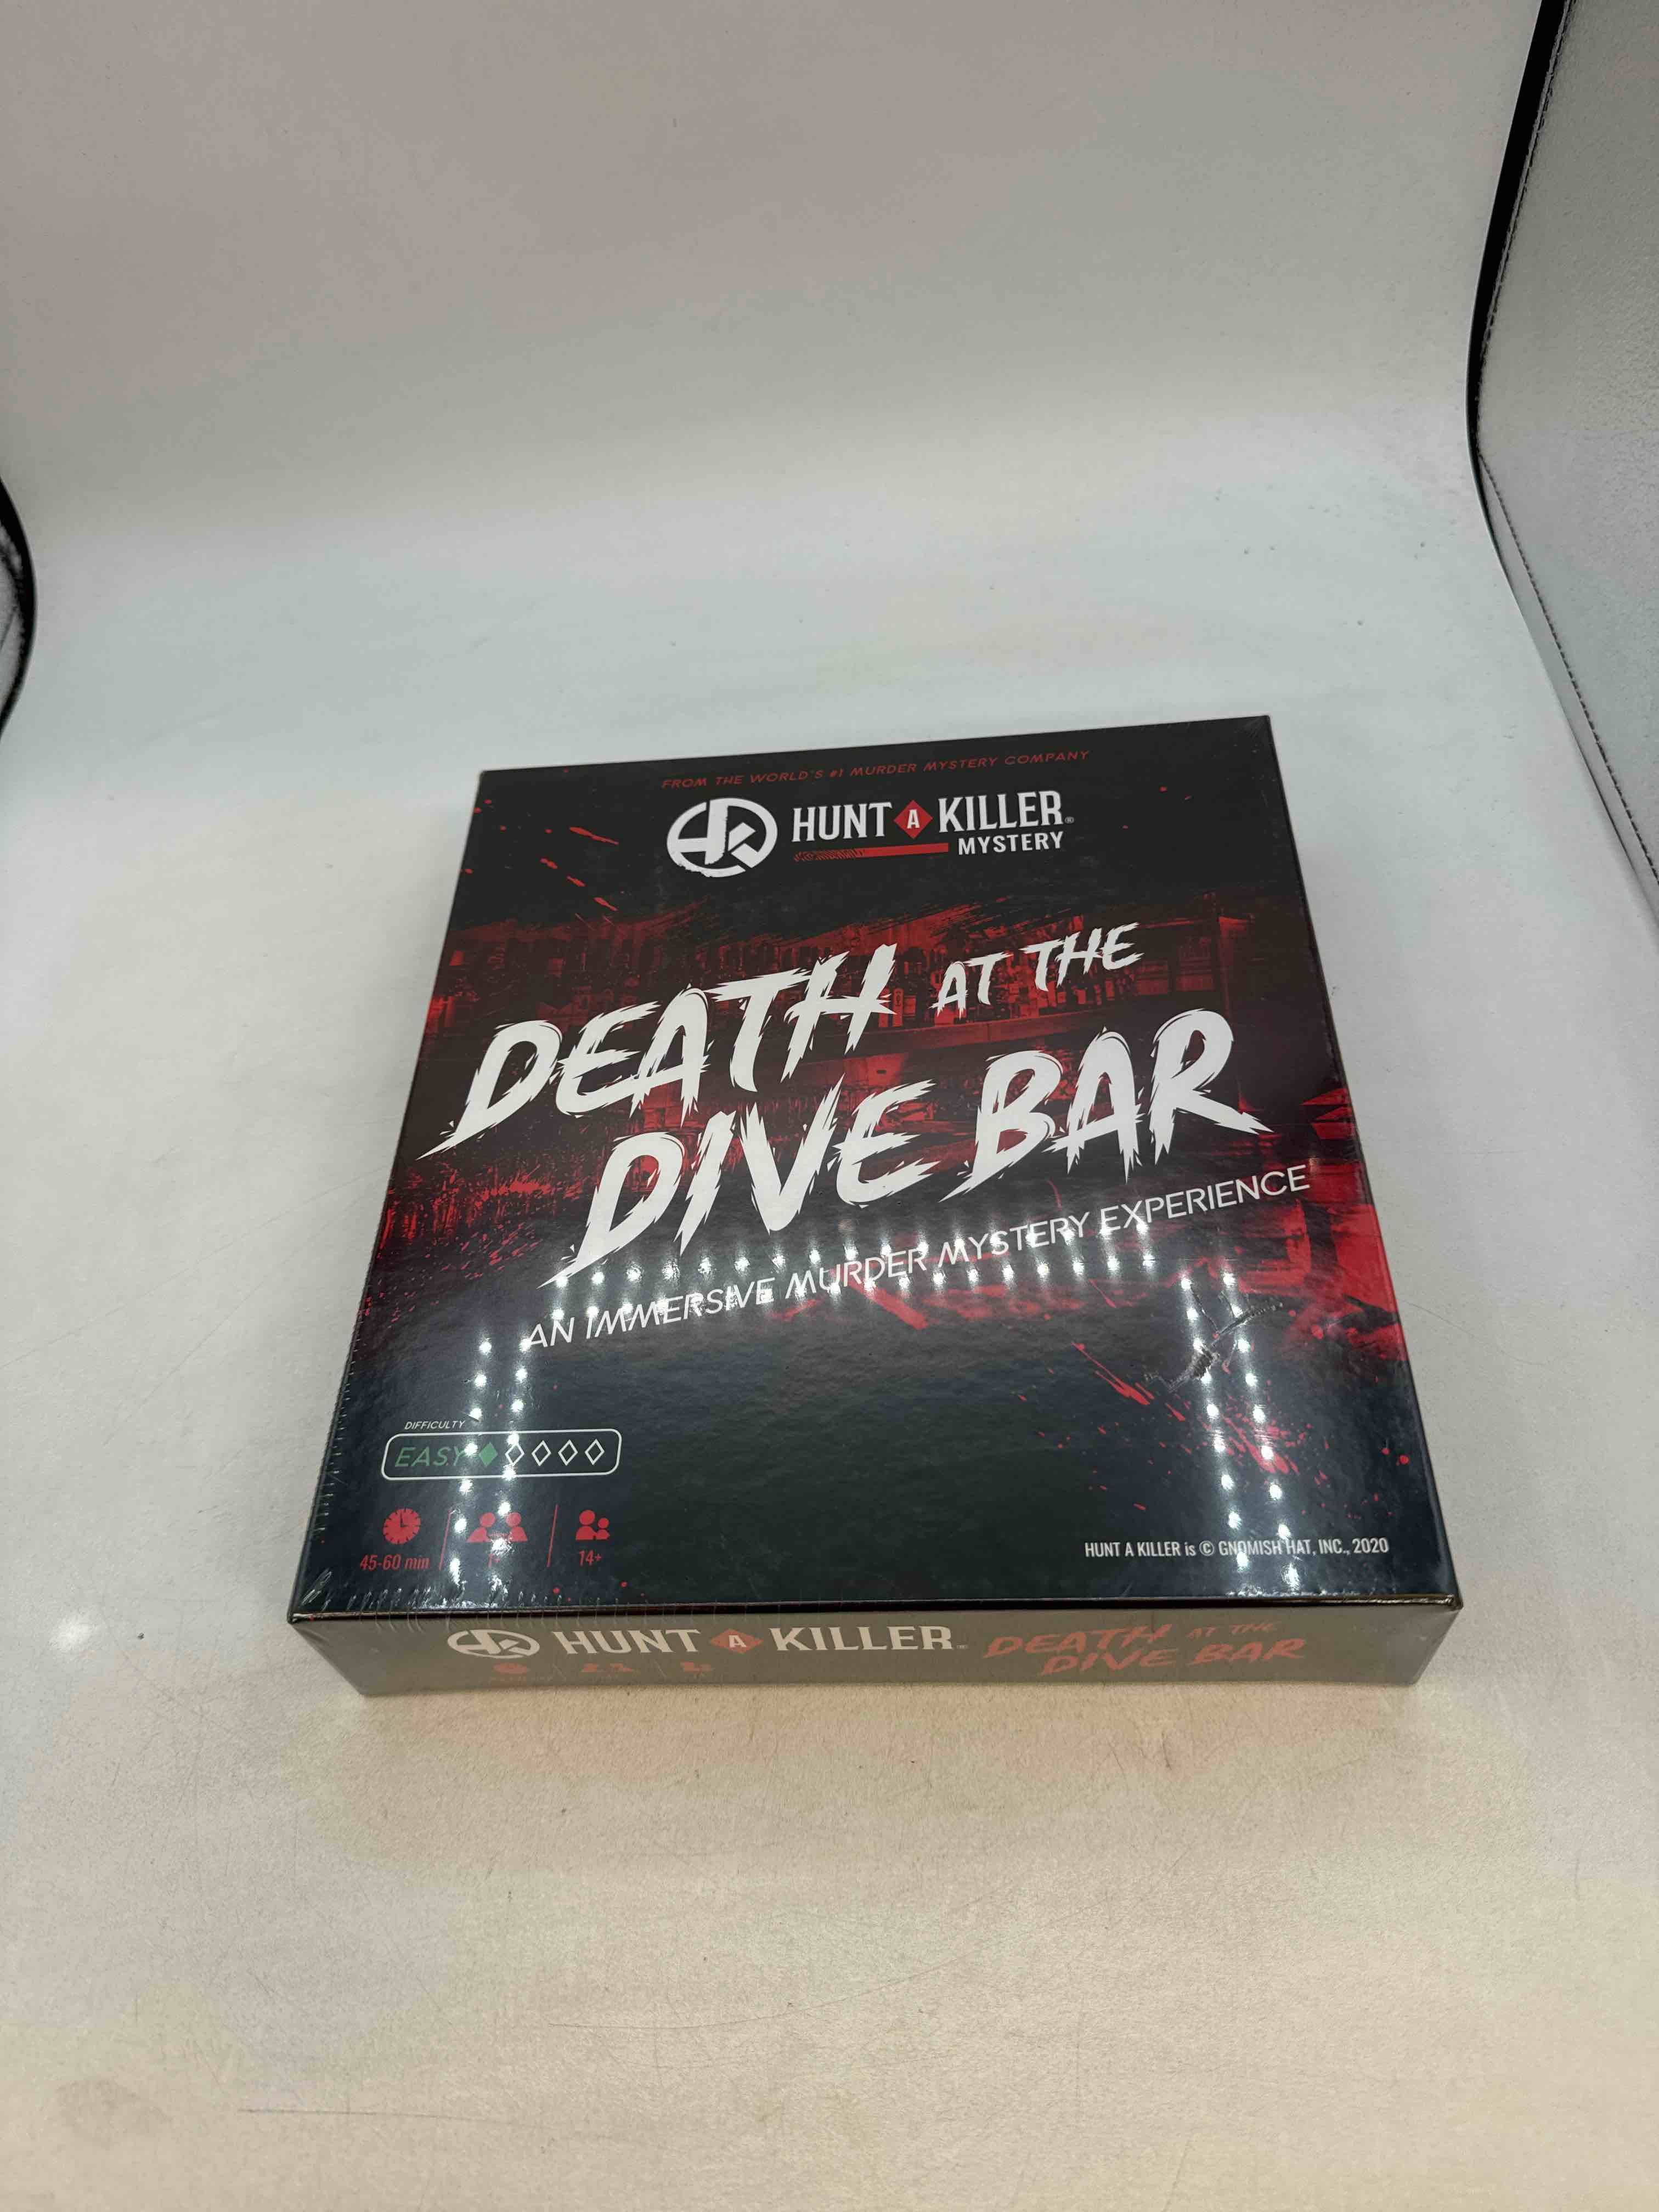 FROM THE WORLD'S #1 MURDER MYSTERY COMPANY
HUNT A KILLER®
MYSTERY
DEATH AT THE
DIVE BAR
AN IMMERSIVE MURDER MYSTERY EXPERIENCE
DIFFICULTY
EASY
45-60 min
14+
HUNT A KILLER is © GNOMISH HAT, INC., 2020
HUNT A KILLER® DEATH AT THE
DIVE BAR